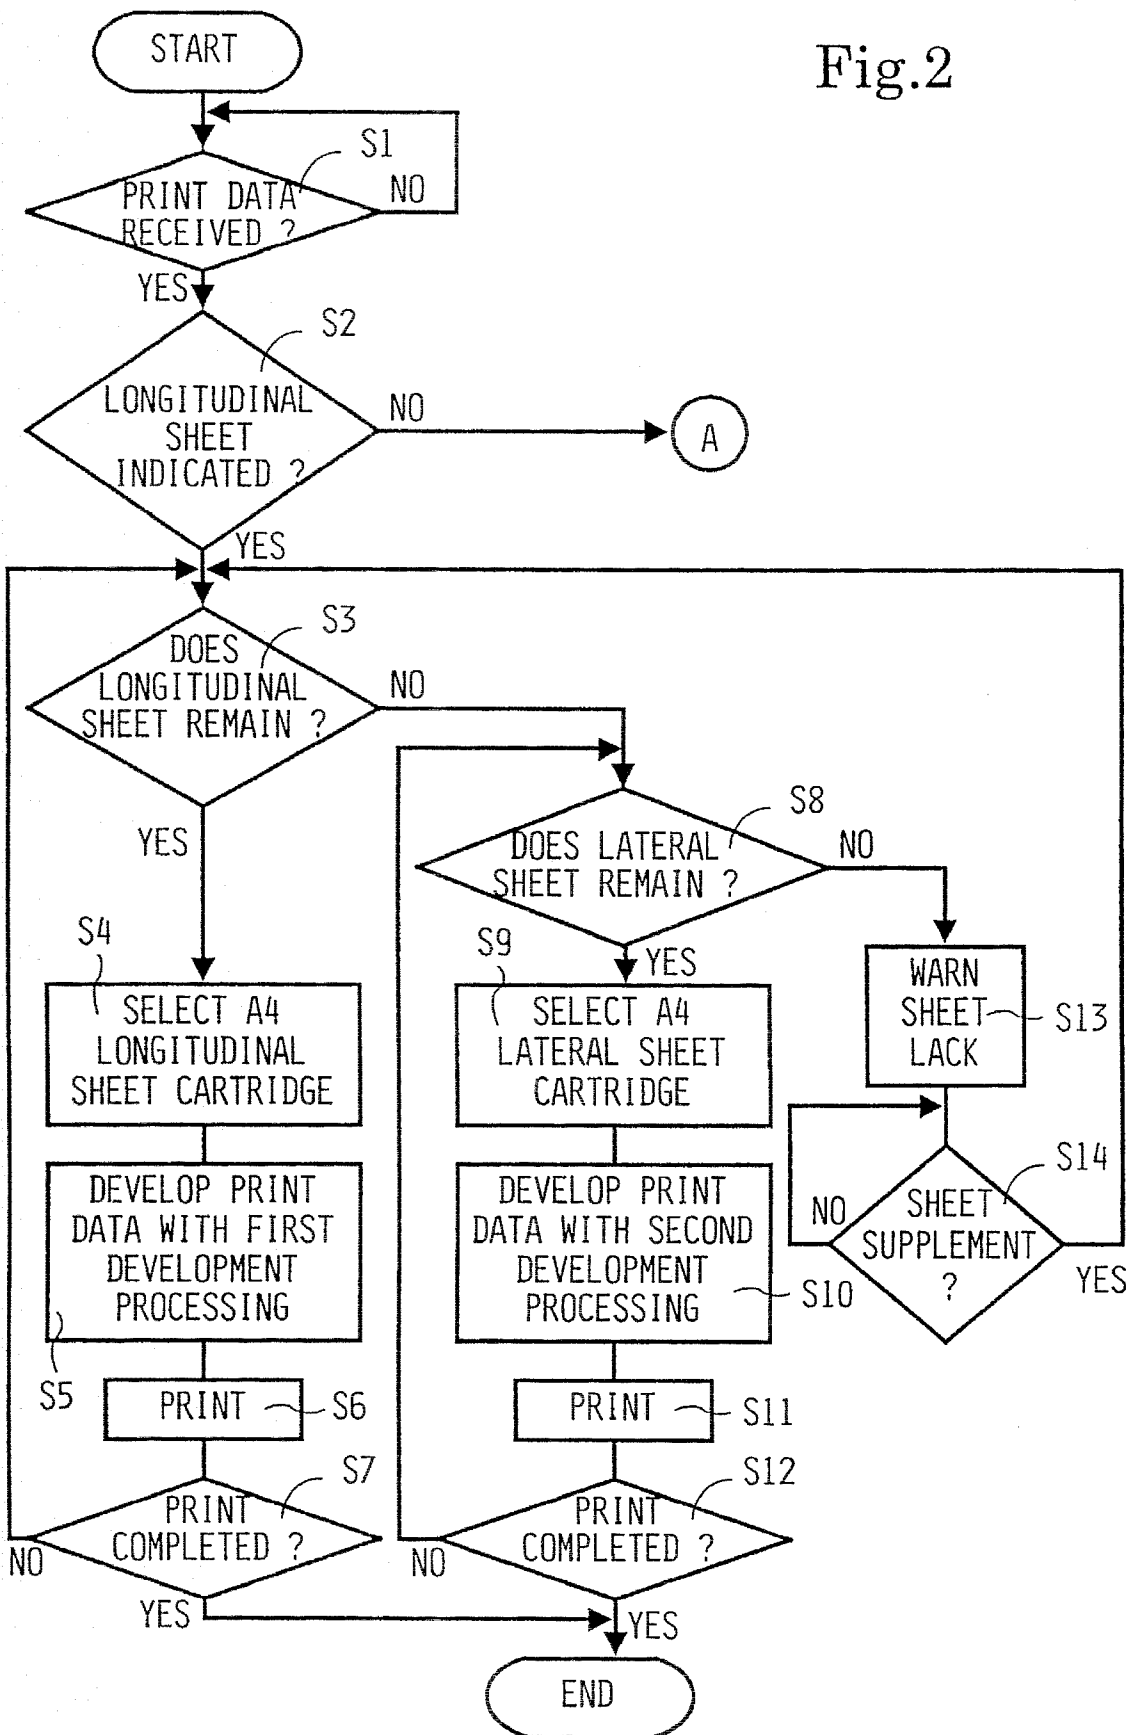 START
Fig.2
S1
PRINT DATA
RECEIVED ?
NO
YES
S2
LONGITUDINAL
SHEET
INDICATED ?
NO
A
YES
S3
DOES
LONGITUDINAL
SHEET REMAIN ?
NO
YES
S8
DOES LATERAL
SHEET REMAIN ?
NO
YES
S4
SELECT A4
LONGITUDINAL
SHEET CARTRIDGE
S9
SELECT A4
LATERAL SHEET
CARTRIDGE
WARN
SHEET
LACK
S13
DEVELOP PRINT
DATA WITH FIRST
DEVELOPMENT
PROCESSING
S5
DEVELOP PRINT
DATA WITH SECOND
DEVELOPMENT
PROCESSING
S10
S14
SHEET
SUPPLEMENT
?
NO
YES
PRINT
S6
PRINT
S11
S7
PRINT
COMPLETED ?
NO
YES
S12
PRINT
COMPLETED ?
NO
YES
END